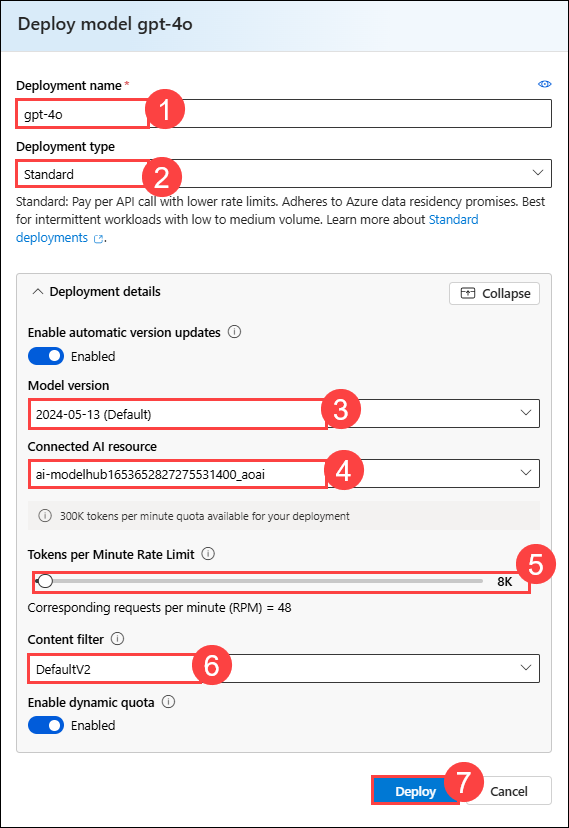 Deploy model gpt-4o
Deployment name *
gpt-4o
1
Deployment type
Standard
2
Standard: Pay per API call with lower rate limits. Adheres to Azure data residency promises. Best
for intermittent workloads with low to medium volume. Learn more about Standard
deployments.
Deployment details
Collapse
Enable automatic version updates
Enabled
Model version
2024-05-13 (Default)
3
Connected AI resource
ai-modelhub1653652827275531400_aoai
4
300K tokens per minute quota available for your deployment
Tokens per Minute Rate Limit
8K
5
Corresponding requests per minute (RPM) = 48
Content filter
DefaultV2
6
Enable dynamic quota
Enabled
Deploy
7
Cancel